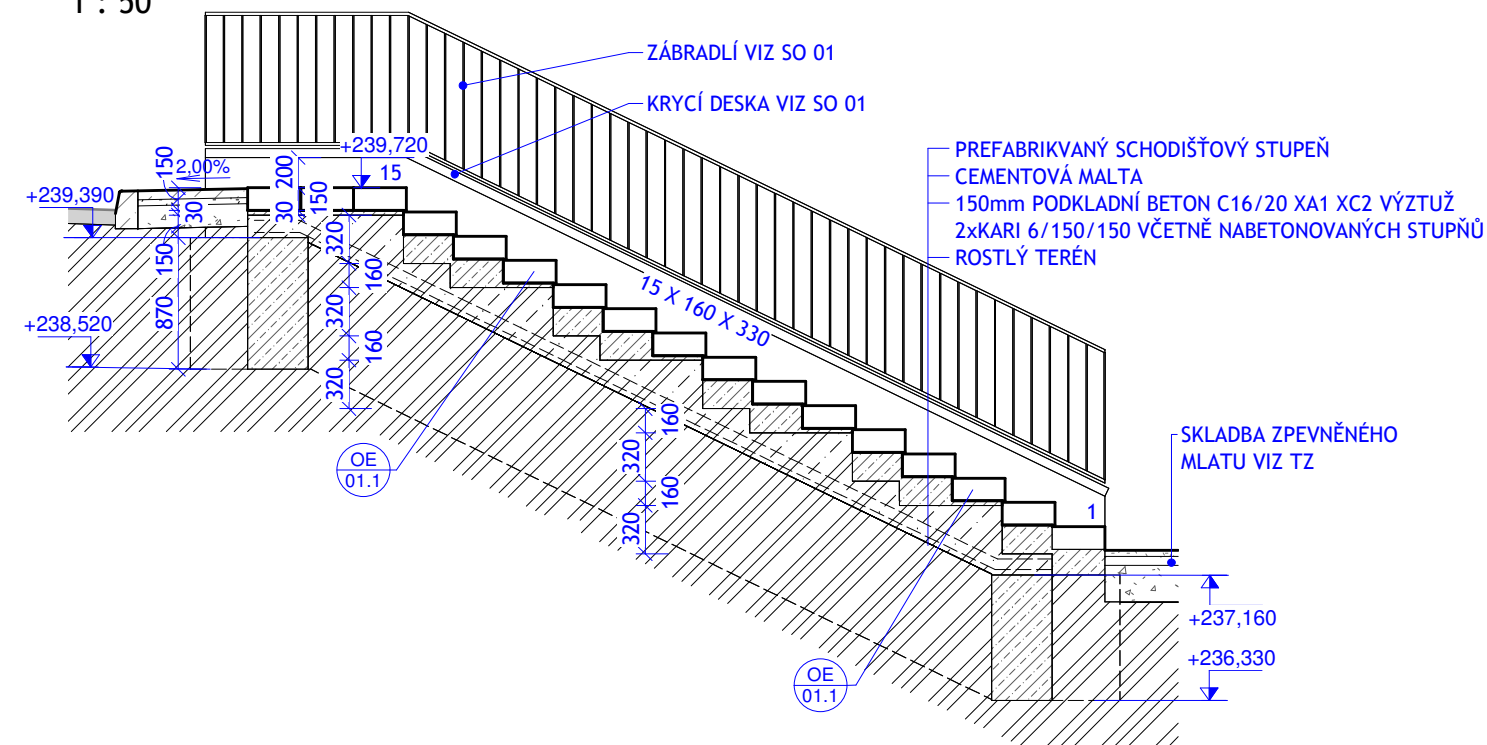 1 : 50
ZÁBRADLÍ VIZ SO 01
KRYCÍ DESKA VIZ SO 01
PREFABRIKVANÝ SCHODIŠŤOVÝ STUPEŇ
CEMENTOVÁ MALTA
150mm PODKLADNÍ BETON C16/20 XA1 XC2 VÝZTUŽ
2xKARI 6/150/150 VČETNĚ NABETONOVANÝCH STUPŇŮ
ROSTLÝ TERÉN
+239,720
15
2,00%
150
200
150
30
30
+239,390
150
870
+238,520
320
160
320
160
320
15 X 160 X 330
160
320
160
320
OE
01.1
OE
01.1
1
SKLADBA ZPEVNĚNÉHO
MLATU VIZ TZ
+237,160
+236,330